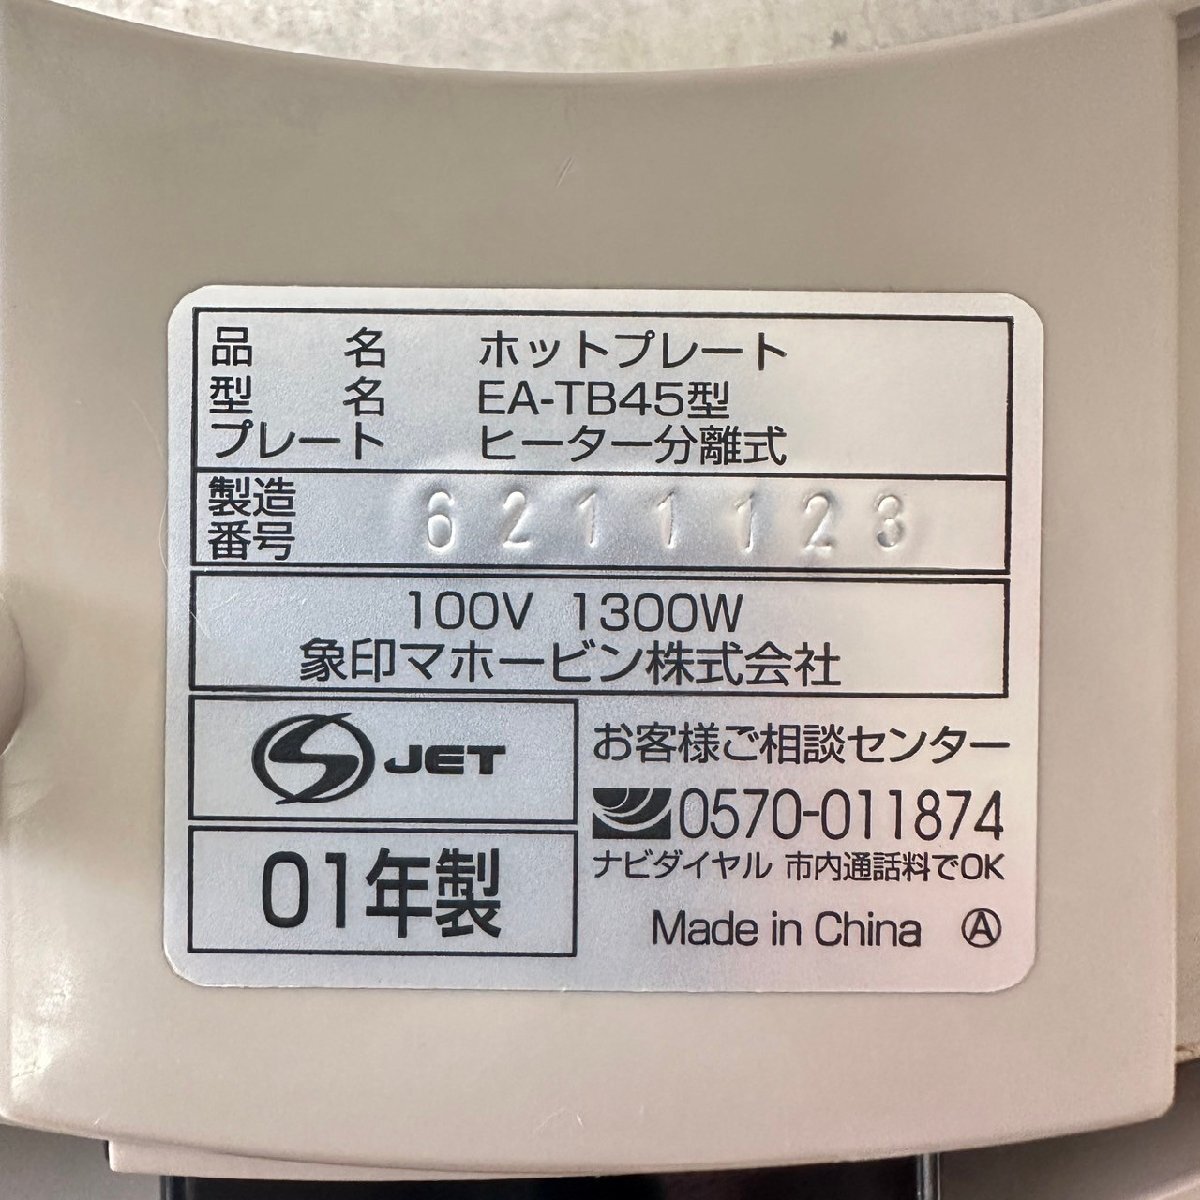 品名 ホットプレート
型名 EA-TB45型
プレート ヒーター分離式
製造
番号 6211123
100V 1300W
象印マホービン株式会社
S JET
01年製
お客様ご相談センター
0570-011874
ナビダイヤル 市内通話料でOK
Made in China Ⓐ